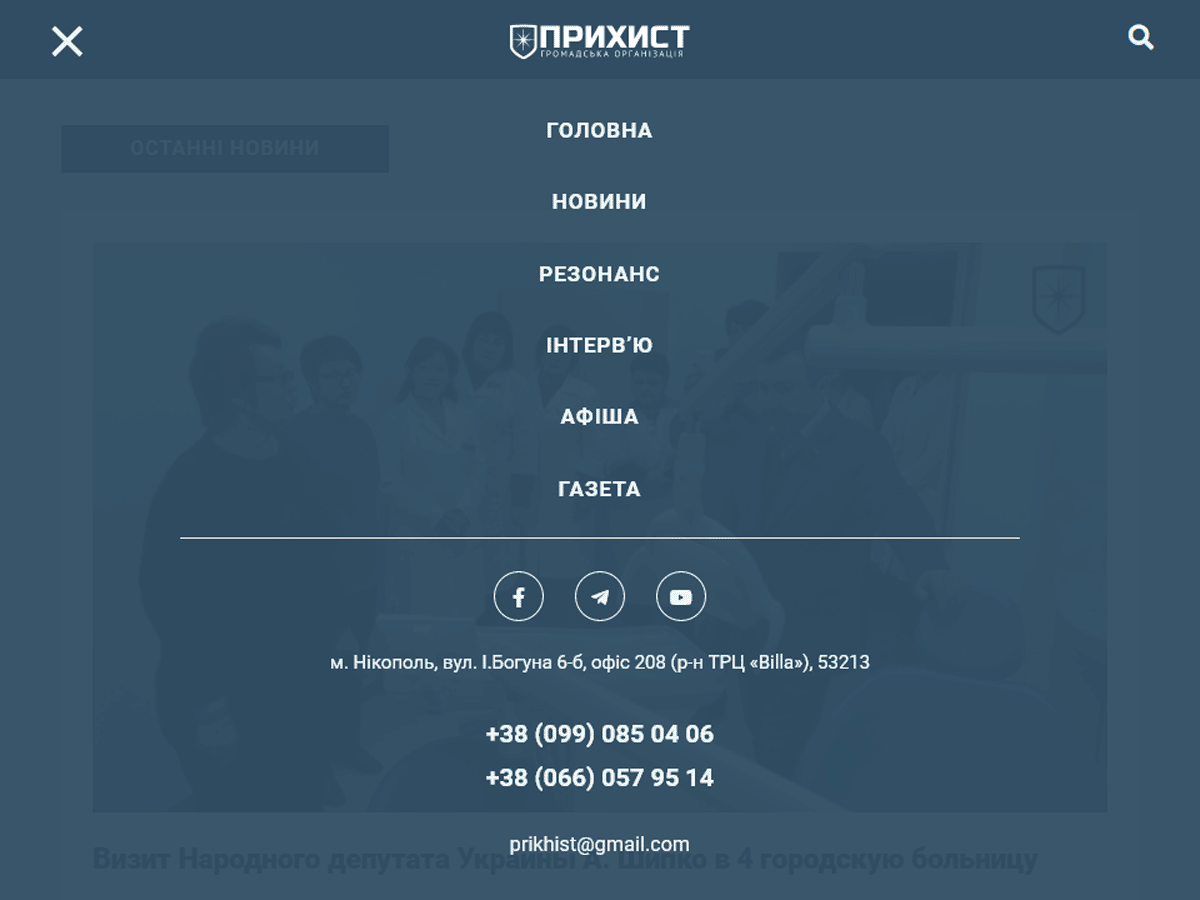 ПРИХИСТ
ГРОМАДСЬКА ОРГАНІЗАЦІЯ
ГОЛОВНА
ОСТАННІ НОВИНИ
НОВИНИ
РЕЗОНАНС
ІНТЕРВ’Ю
АФІША
ГАЗЕТА
м. Нікополь, вул. І.Богуна 6-б, офіс 208 (р-н ТРЦ «Billa»), 53213
+38 (099) 085 04 06
+38 (066) 057 95 14
prikhist@gmail.com
Визит Народного депутата Украины А. Шипко в 4 городскую больницу